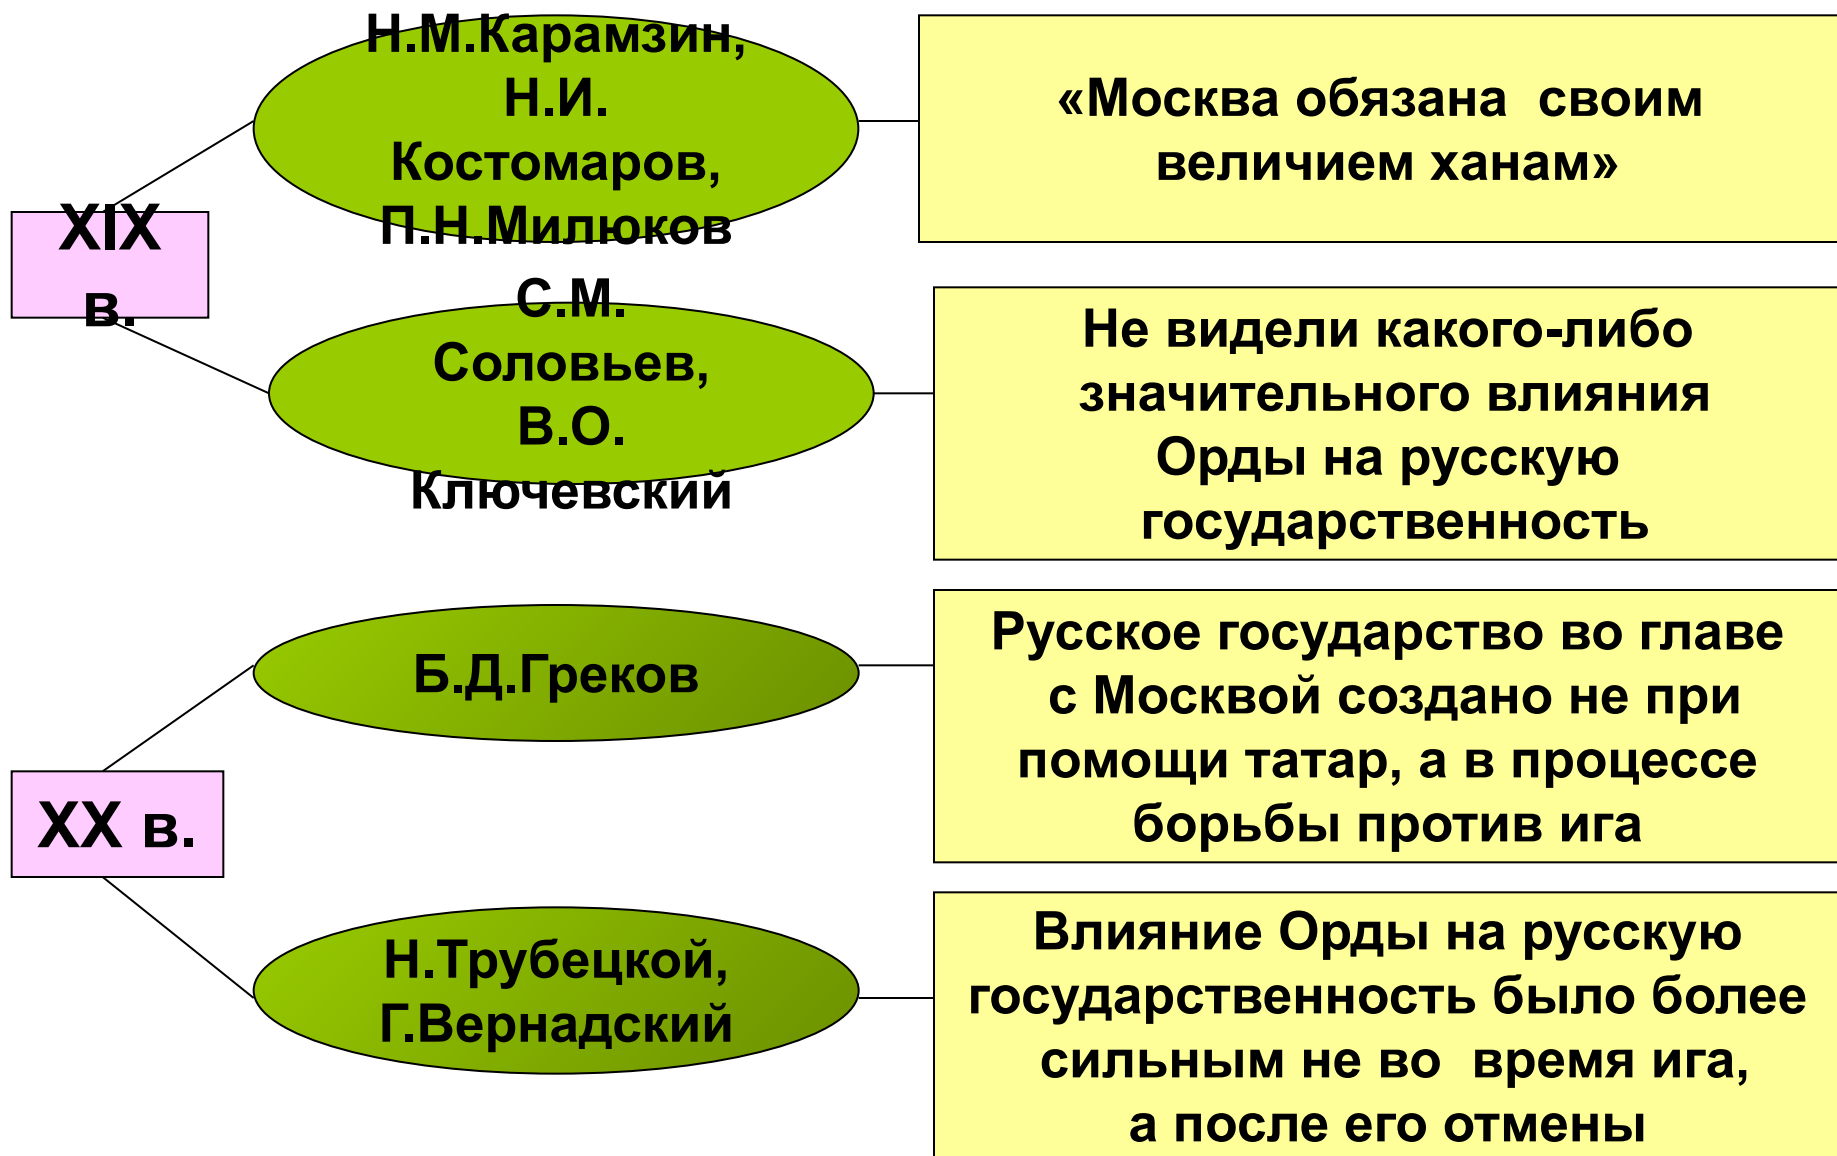 Н.М.Карамзин,
Н.И.
Костомаров,
П.Н.Милюков
«Москва обязана своим
величием ханам»
XIX
в.
С.М.
Соловьев,
В.О.
Ключевский
Не видели какого-либо
значительного влияния
Орды на русскую
государственность
XX в.
Б.Д.Греков
Русское государство во главе
с Москвой создано не при
помощи татар, а в процессе
борьбы против ига
Н.Трубецкой,
Г.Вернадский
Влияние Орды на русскую
государственность было более
сильным не во время ига,
а после его отмены